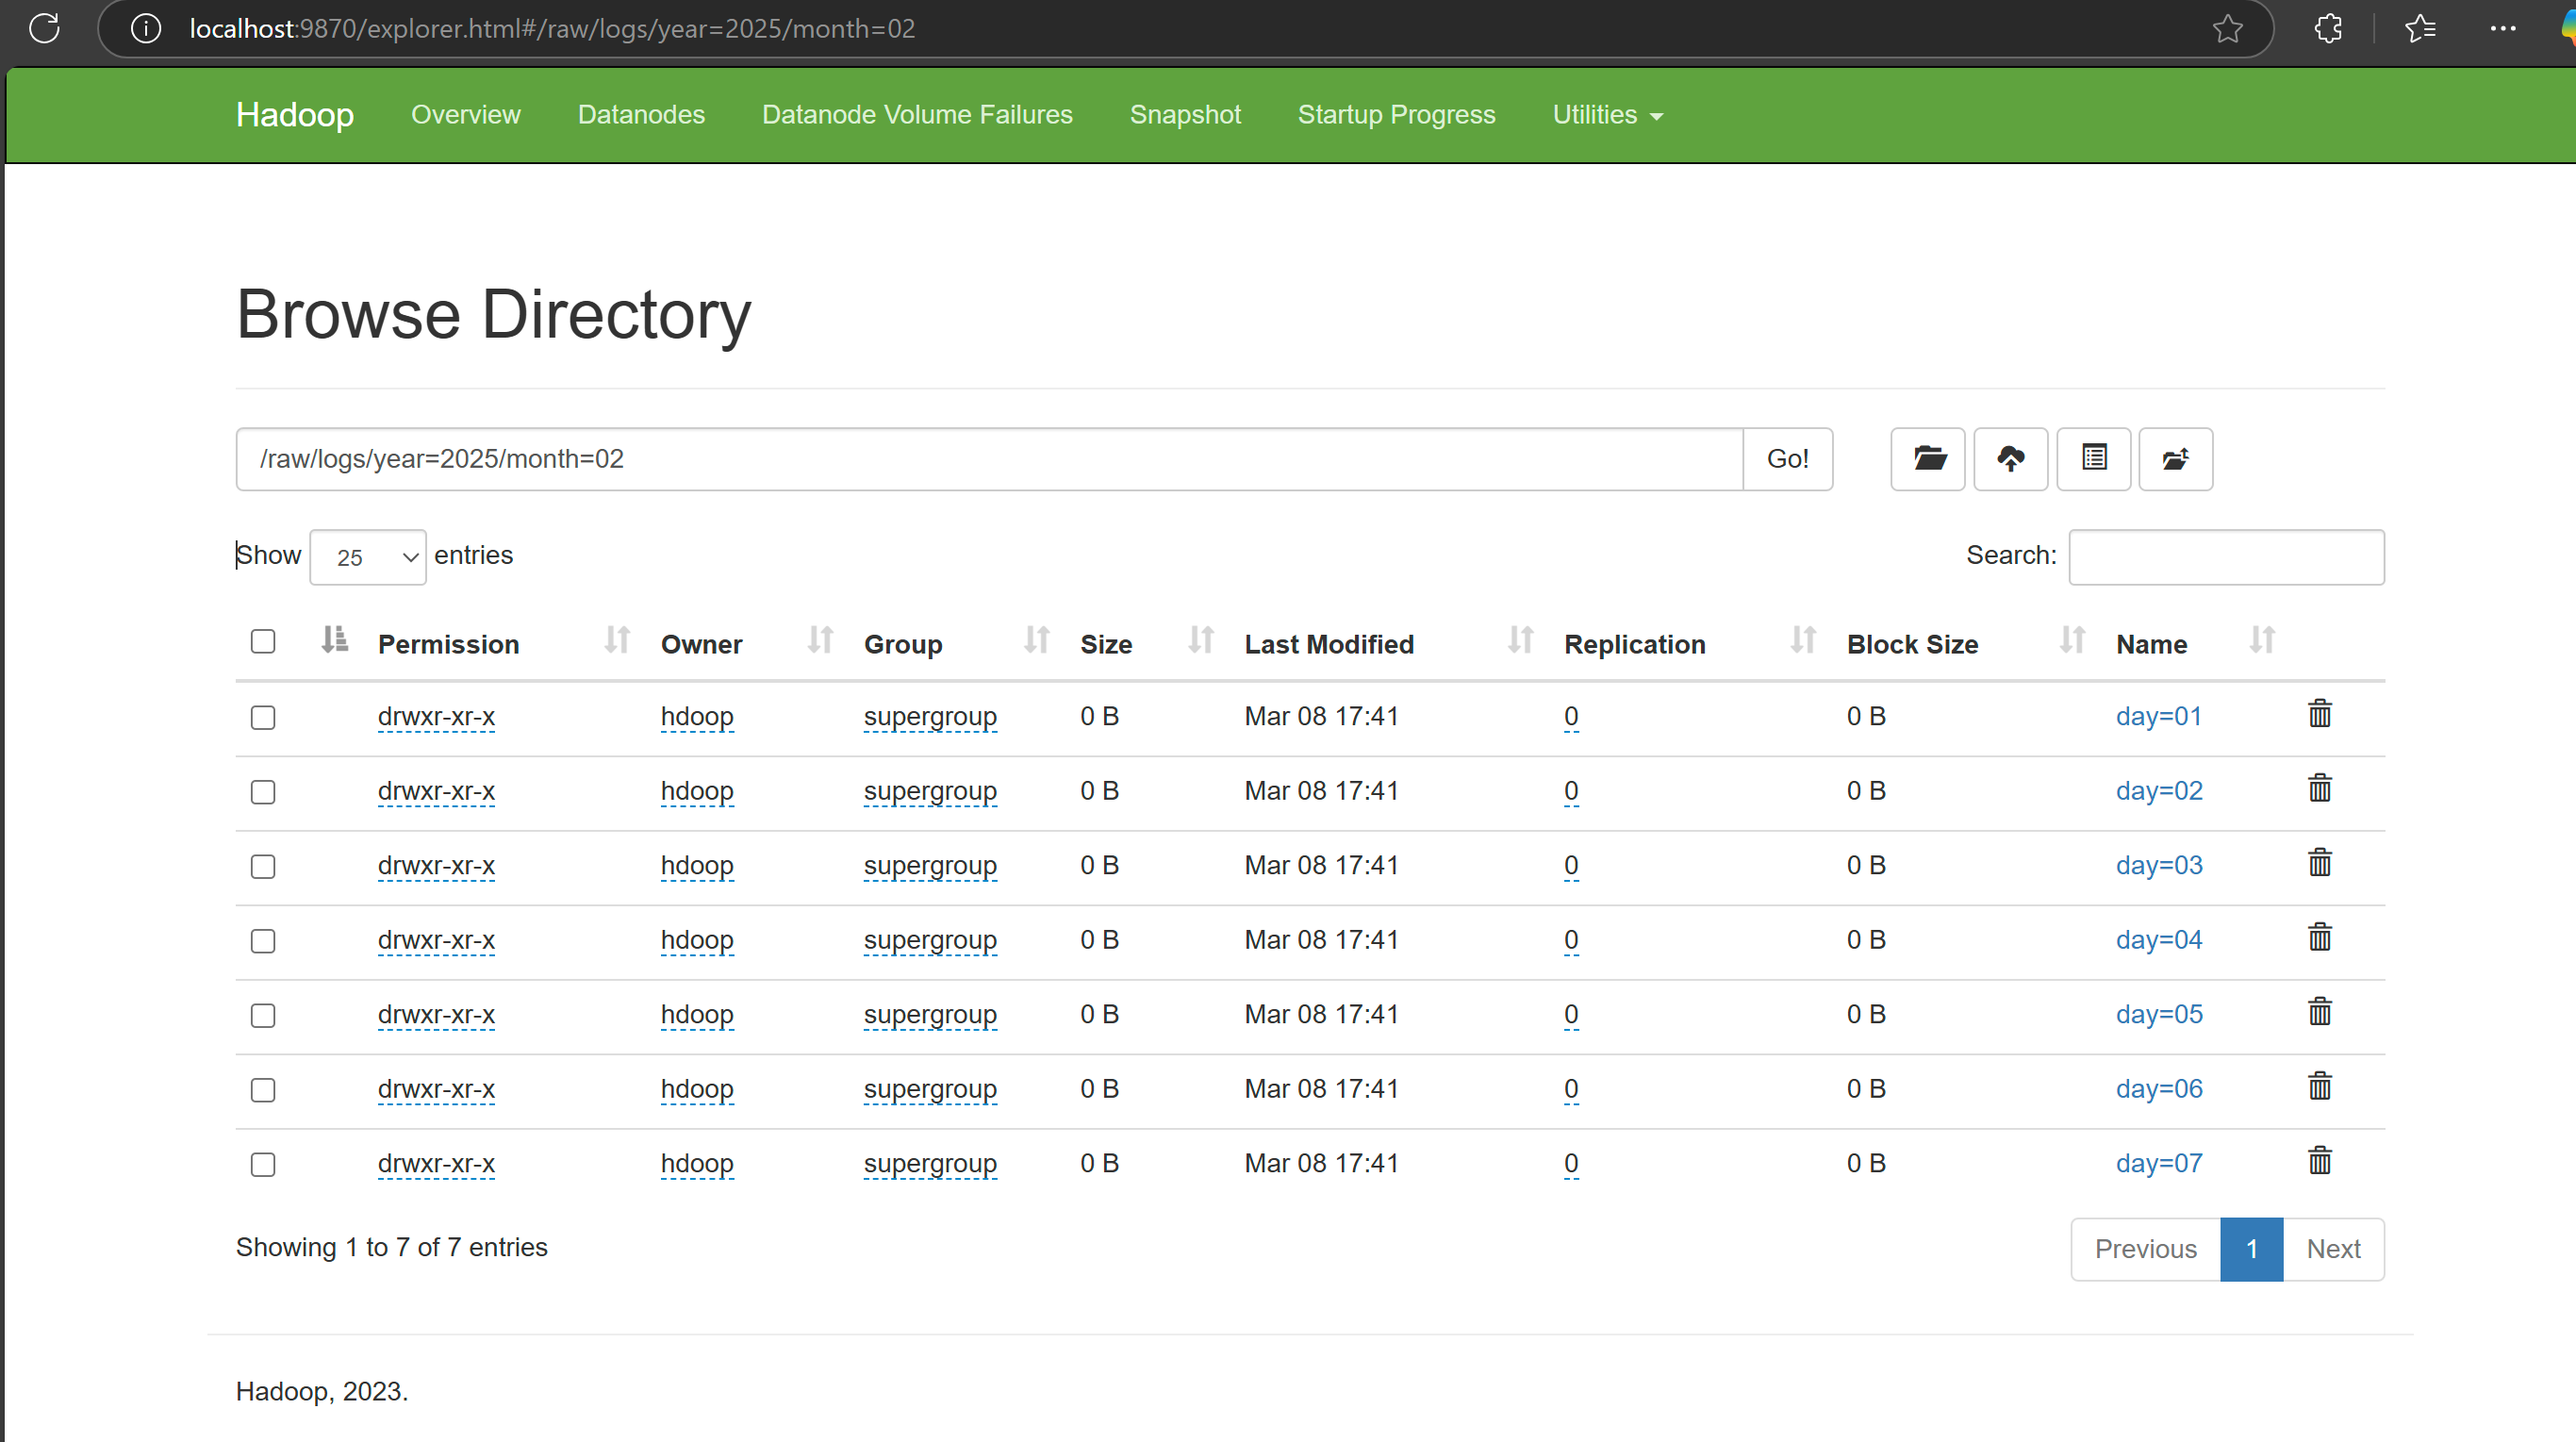 localhost:9870/explorer.html#/raw/logs/year=2025/month=02
Hadoop Overview Datanodes Datanode Volume Failures Snapshot Startup Progress Utilities
Browse Directory
/raw/logs/year=2025/month=02 Go!
Show 25 entries Search:
Permission Owner Group Size Last Modified Replication Block Size Name
drwxr-xr-x hdoop supergroup 0 B Mar 08 17:41 0 0 B day=01
drwxr-xr-x hdoop supergroup 0 B Mar 08 17:41 0 0 B day=02
drwxr-xr-x hdoop supergroup 0 B Mar 08 17:41 0 0 B day=03
drwxr-xr-x hdoop supergroup 0 B Mar 08 17:41 0 0 B day=04
drwxr-xr-x hdoop supergroup 0 B Mar 08 17:41 0 0 B day=05
drwxr-xr-x hdoop supergroup 0 B Mar 08 17:41 0 0 B day=06
drwxr-xr-x hdoop supergroup 0 B Mar 08 17:41 0 0 B day=07
Showing 1 to 7 of 7 entries Previous 1 Next
Hadoop, 2023.